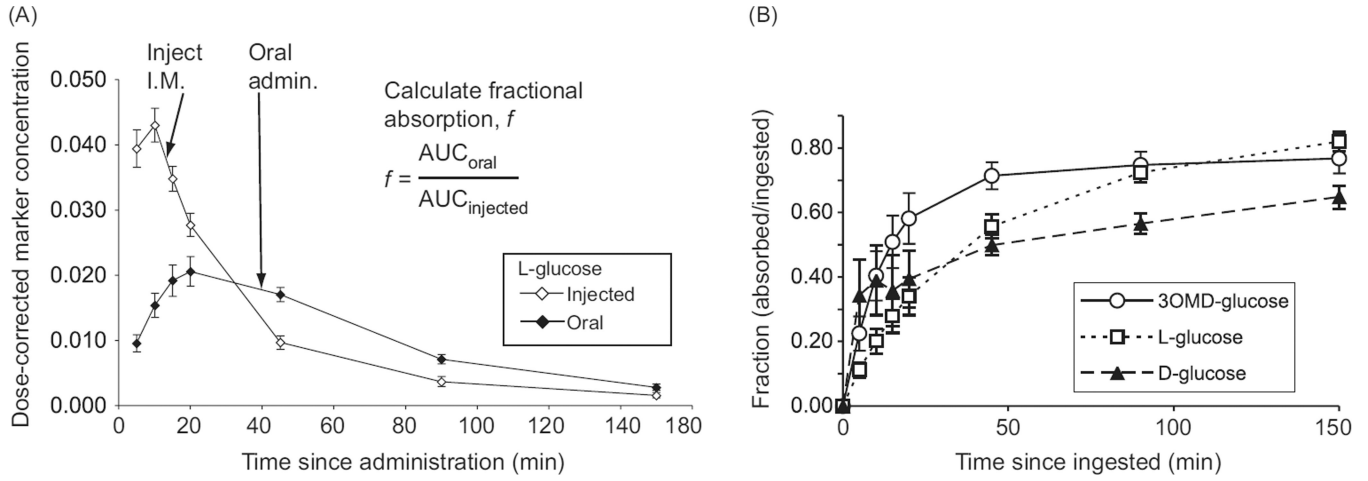 (A)
Dose-corrected marker concentration
0.050
0.040
0.030
0.020
0.010
0.000
Inject
I.M.
Oral
admin.
Calculate fractional
absorption, f
f = AUCoral
AUCinjected
L-glucose
Injected
Oral
0 20 40 60 80 100 120 140 160 180
Time since administration (min)
(B)
Fraction (absorbed/ingested)
0.80
0.60
0.40
0.20
0.00
3OMD-glucose
L-glucose
D-glucose
0 50 100 150
Time since ingested (min)